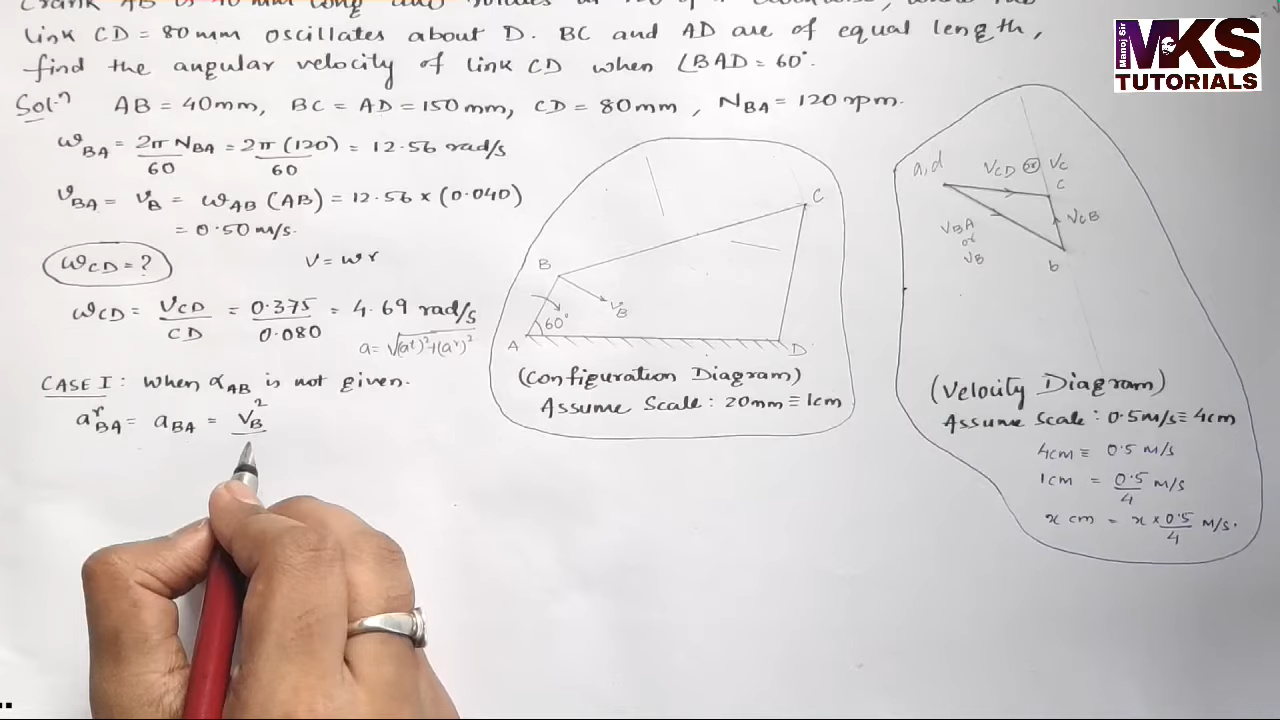 Link CD = 80mm oscillates about D. BC and AD are of equal length,
find the angular velocity of link CD when ∠BAD = 60°.
Sol.ⁿ AB = 40mm, BC = AD = 150mm, CD = 80mm, N_BA = 120 rpm.
ω_BA = 2π N_BA / 60 = 2π (120) / 60 = 12.56 rad/s
v_BA = v_B = ω_AB (AB) = 12.56 × (0.040)
= 0.50 m/s.
ω_CD = ?
v = ωr
ω_CD = V_CD / CD = 0.375 / 0.080 = 4.69 rad/s
a = √(aᵗ)²+(aʳ)²
CASE I : When α_AB is not given.
aʳ_BA = a_BA = V_B²
C
B
V_B
60°
A
D
(Configuration Diagram)
Assume Scale : 20mm ≡ 1cm
a,d
V_CD or V_C
c
V_CB
V_BA
or
V_B
b
(Velocity Diagram)
Assume Scale : 0.5m/s ≡ 4cm
4cm ≡ 0.5 m/s
1cm = 0.5/4 m/s
x cm = x × 0.5/4 m/s.
Manoj Sir
MKS
TUTORIALS